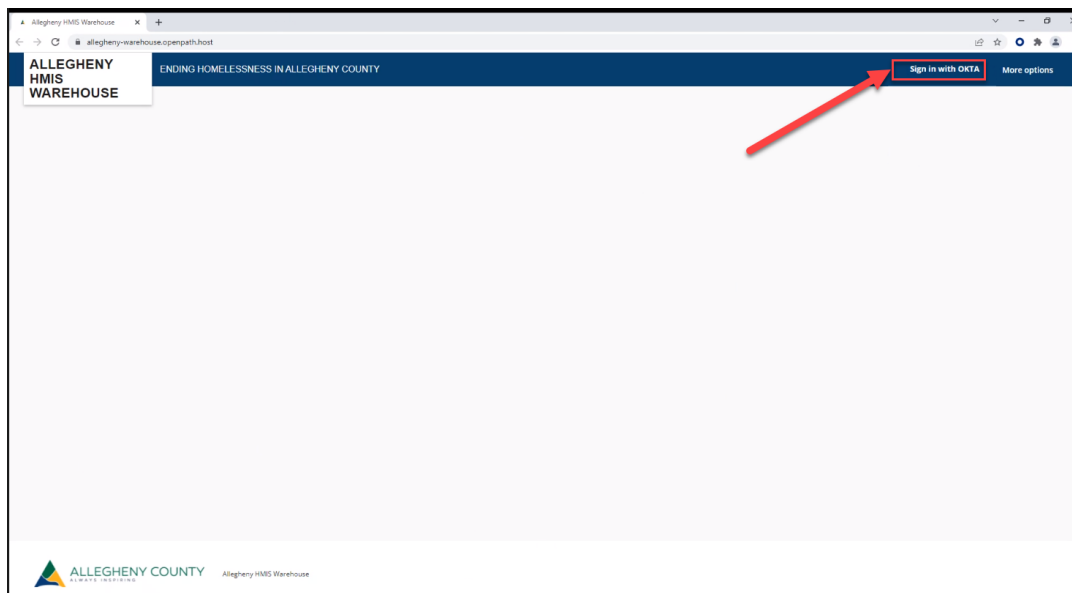 Allegheny HMIS Warehouse
allegheny-warehouse.openpath.host
ALLEGHENY
HMIS
WAREHOUSE
ENDING HOMELESSNESS IN ALLEGHENY COUNTY
Sign in with OKTA
More options
ALLEGHENY COUNTY
ALWAYS INSPIRING
Allegheny HMIS Warehouse